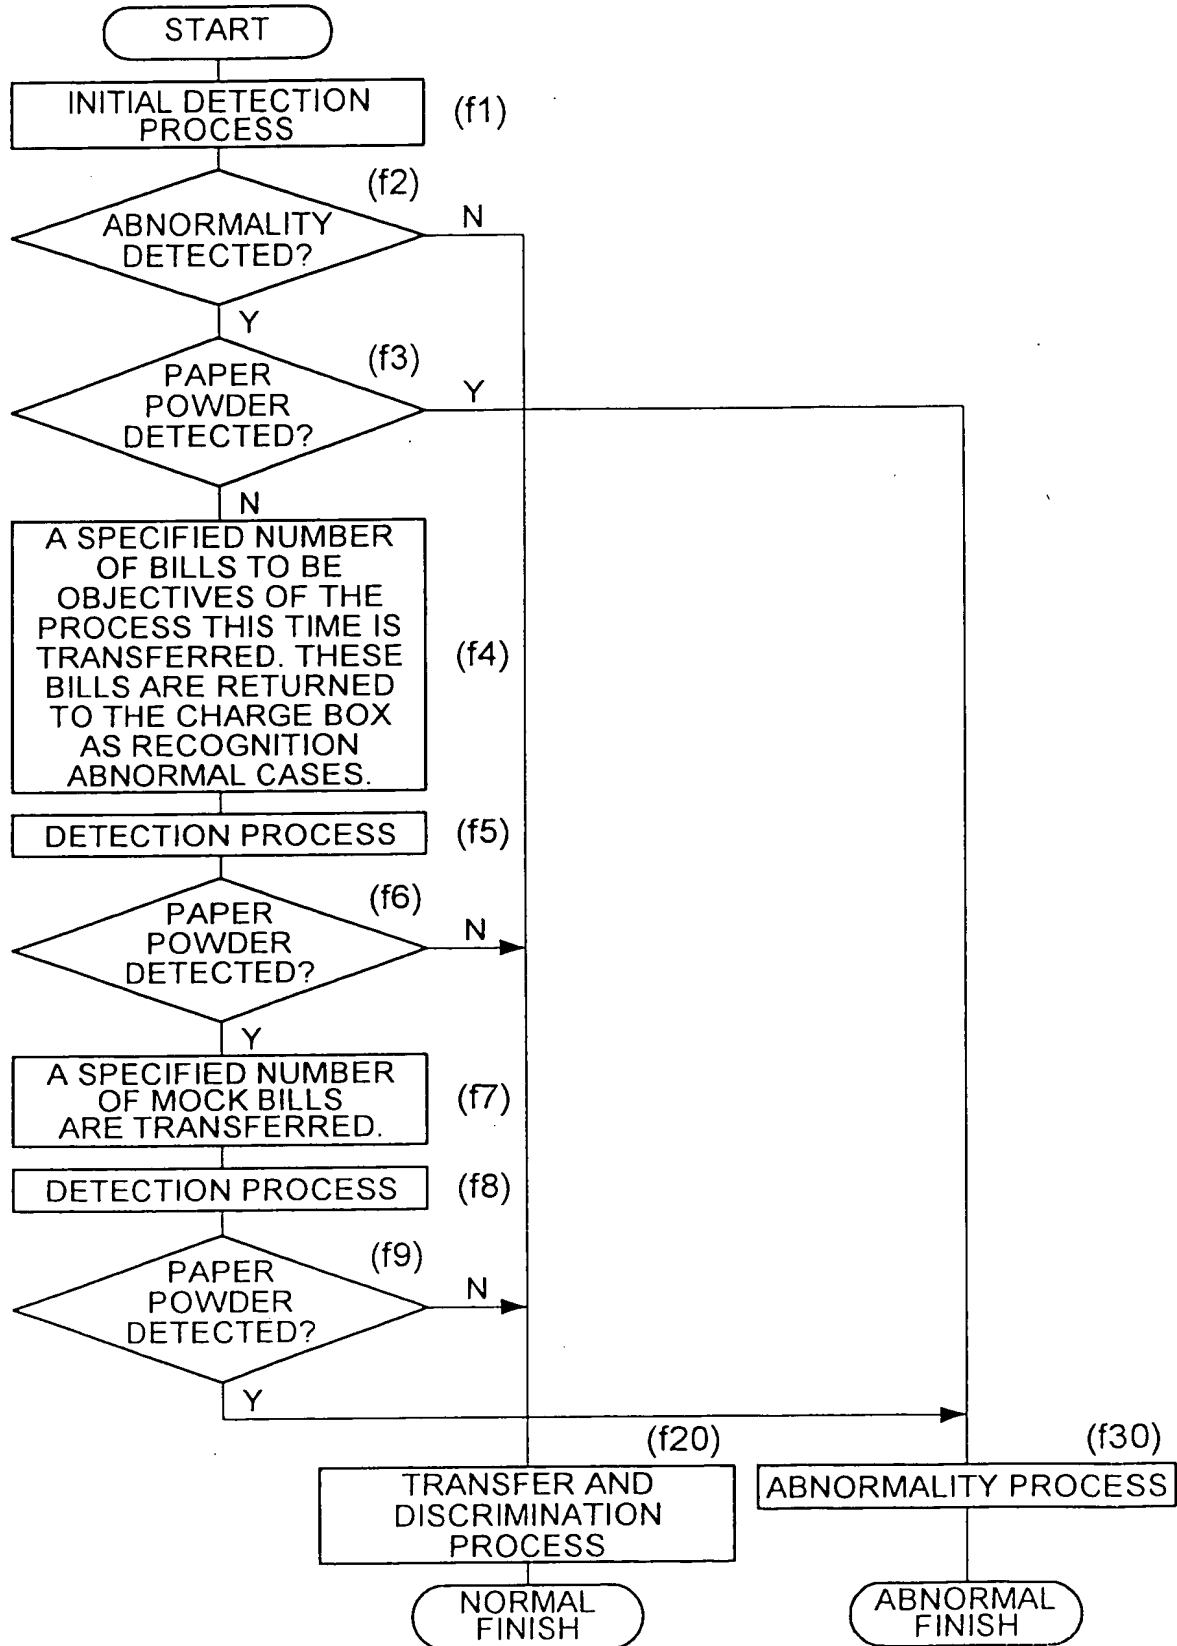 START
INITIAL DETECTION
PROCESS
(f1)
(f2)
ABNORMALITY
DETECTED?
N
Y
(f3)
PAPER
POWDER
DETECTED?
Y
N
A SPECIFIED NUMBER
OF BILLS TO BE
OBJECTIVES OF THE
PROCESS THIS TIME IS
TRANSFERRED. THESE
BILLS ARE RETURNED
TO THE CHARGE BOX
AS RECOGNITION
ABNORMAL CASES.
(f4)
DETECTION PROCESS
(f5)
(f6)
PAPER
POWDER
DETECTED?
N
Y
A SPECIFIED NUMBER
OF MOCK BILLS
ARE TRANSFERRED.
(f7)
DETECTION PROCESS
(f8)
(f9)
PAPER
POWDER
DETECTED?
N
Y
(f20)
TRANSFER AND
DISCRIMINATION
PROCESS
(f30)
ABNORMALITY PROCESS
NORMAL
FINISH
ABNORMAL
FINISH